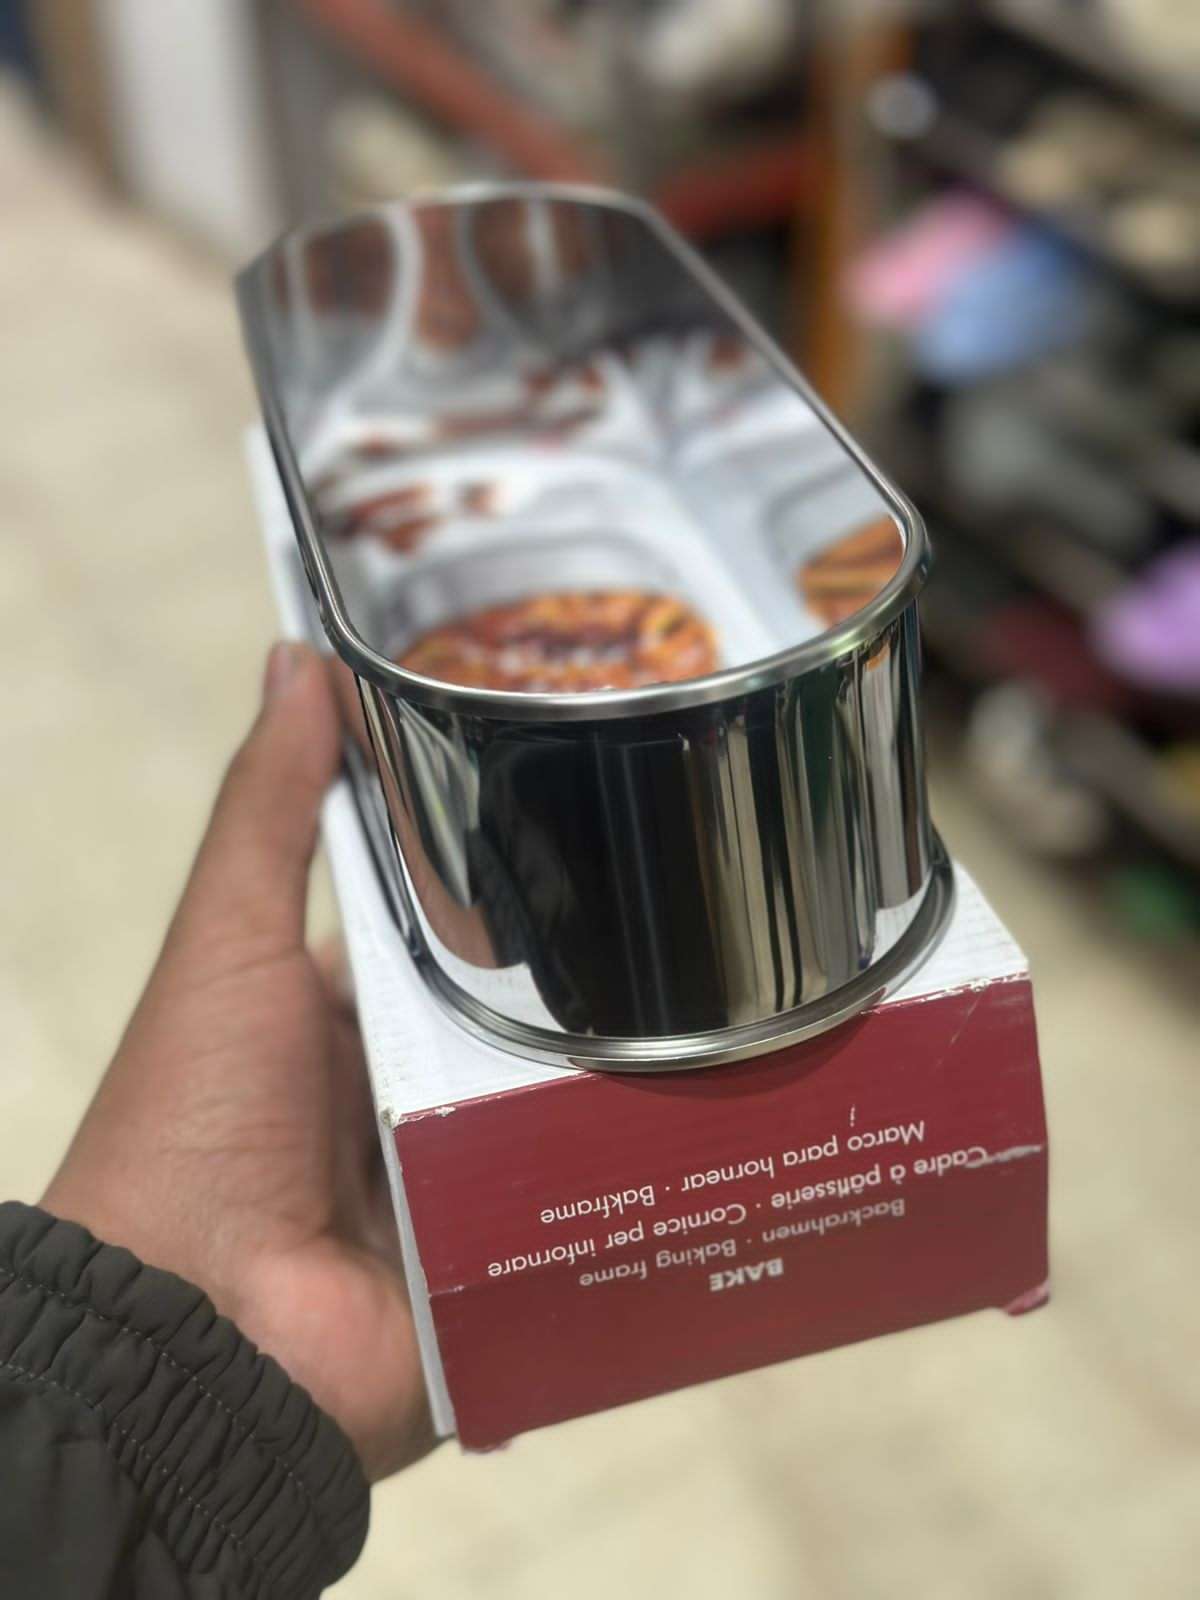 BAKE
Backrahmen · Baking frame
Cadre à pâtisserie · Cornice per infornare
Marco para hornear · Bakframe